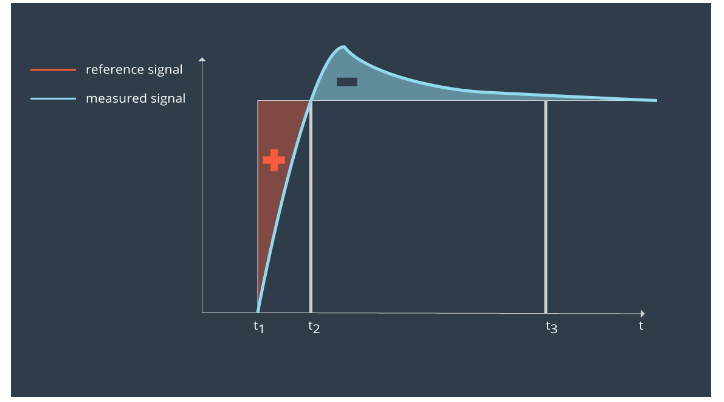 reference signal
measured signal
t1 t2 t3 t